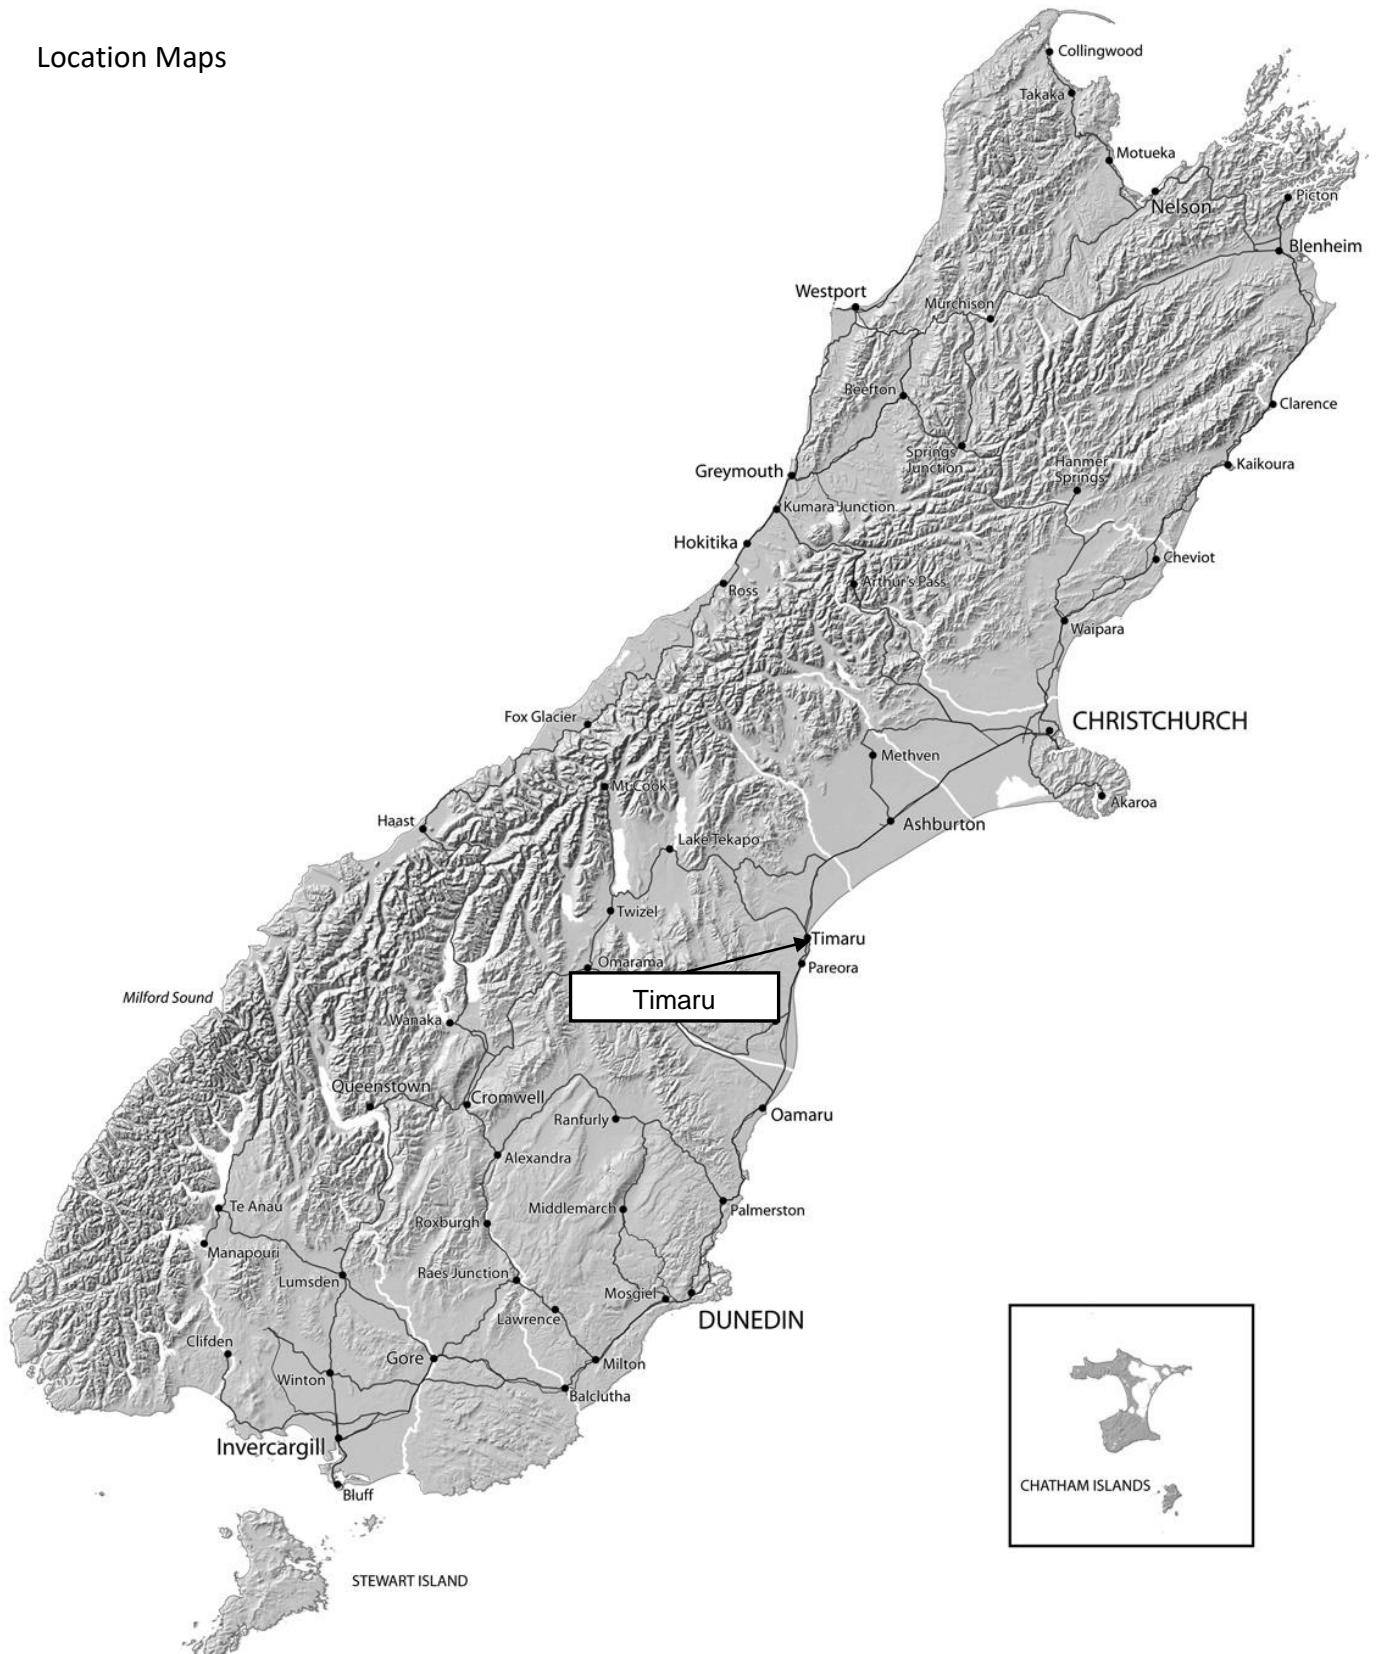 Location Maps
Collingwood
Takaka
Motueka
Nelson
Picton
Blenheim
Westport
Murchison
Reefton
Clarence
Springs
Junction
Hanmer
Springs
Kaikoura
Greymouth
Kumara Junction
Hokitika
Cheviot
Arthur's Pass
Ross
Waipara
Fox Glacier
CHRISTCHURCH
Methven
Mt Cook
Akaroa
Haast
Ashburton
Lake Tekapo
Twizel
Timaru
Omarama
Pareora
Timaru
Milford Sound
Wanaka
Queenstown
Cromwell
Ranfurly
Oamaru
Alexandra
Te Anau
Middlemarch
Palmerston
Roxburgh
Manapouri
Raes Junction
Lumsden
Mosgiel
Lawrence
DUNEDIN
Clifden
Gore
Milton
Winton
Balclutha
Invercargill
Bluff
CHATHAM ISLANDS
STEWART ISLAND